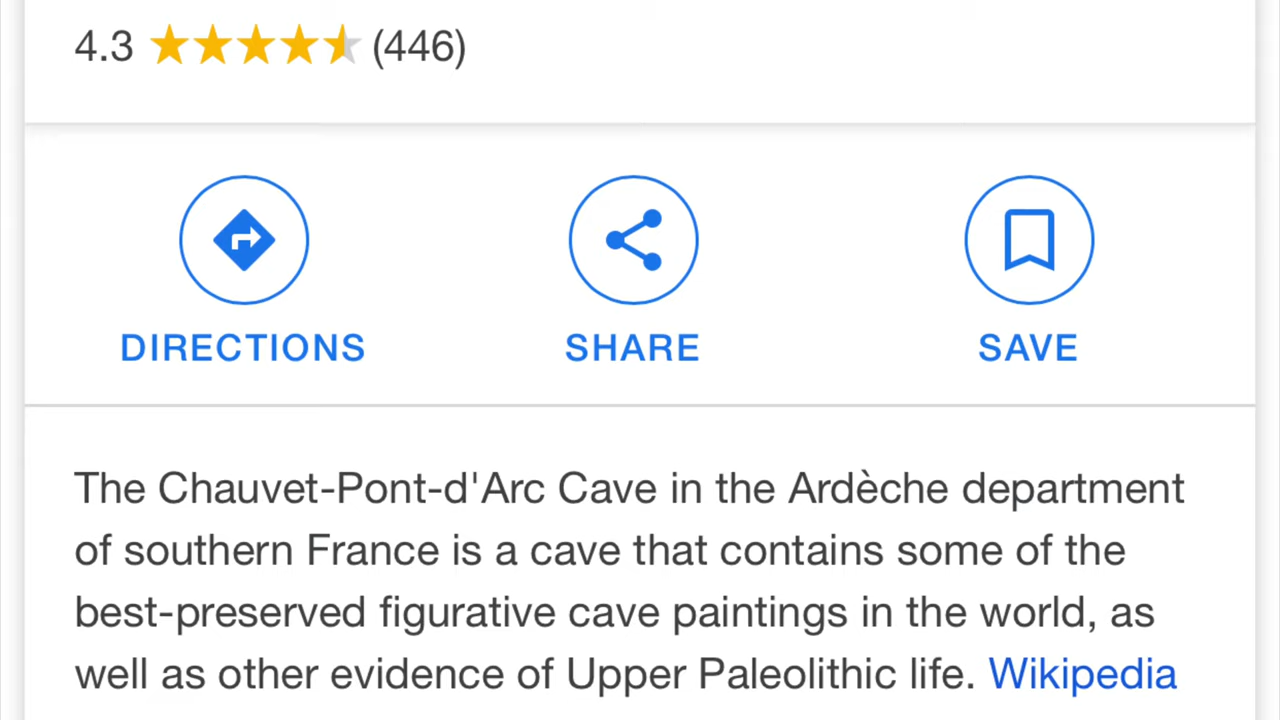 4.3 (446)
DIRECTIONS SHARE SAVE
The Chauvet-Pont-d'Arc Cave in the Ardèche department
of southern France is a cave that contains some of the
best-preserved figurative cave paintings in the world, as
well as other evidence of Upper Paleolithic life. Wikipedia